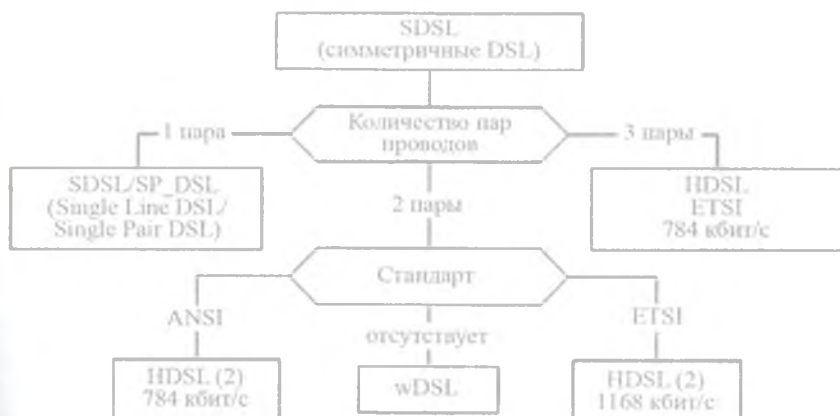 SDSL
(симметричные DSL)
Количество пар
проводов
1 пара
3 пары
SDSL/SP_DSL
(Single Line DSL/
Single Pair DSL)
2 пары
HDSL
ETSI
784 кбит/с
Стандарт
ANSI
отсутствует
ETSI
HDSL (2)
784 кбит/с
wDSL
HDSL (2)
1168 кбит/с